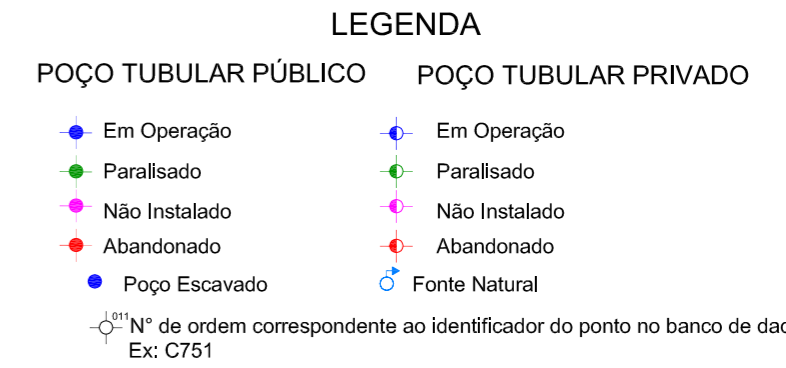 LEGENDA
POÇO TUBULAR PÚBLICO
POÇO TUBULAR PRIVADO
Em Operação
Em Operação
Paralisado
Paralisado
Não Instalado
Não Instalado
Abandonado
Abandonado
Poço Escavado
Fonte Natural
011 N° de ordem correspondente ao identificador do ponto no banco de dad
Ex: C751